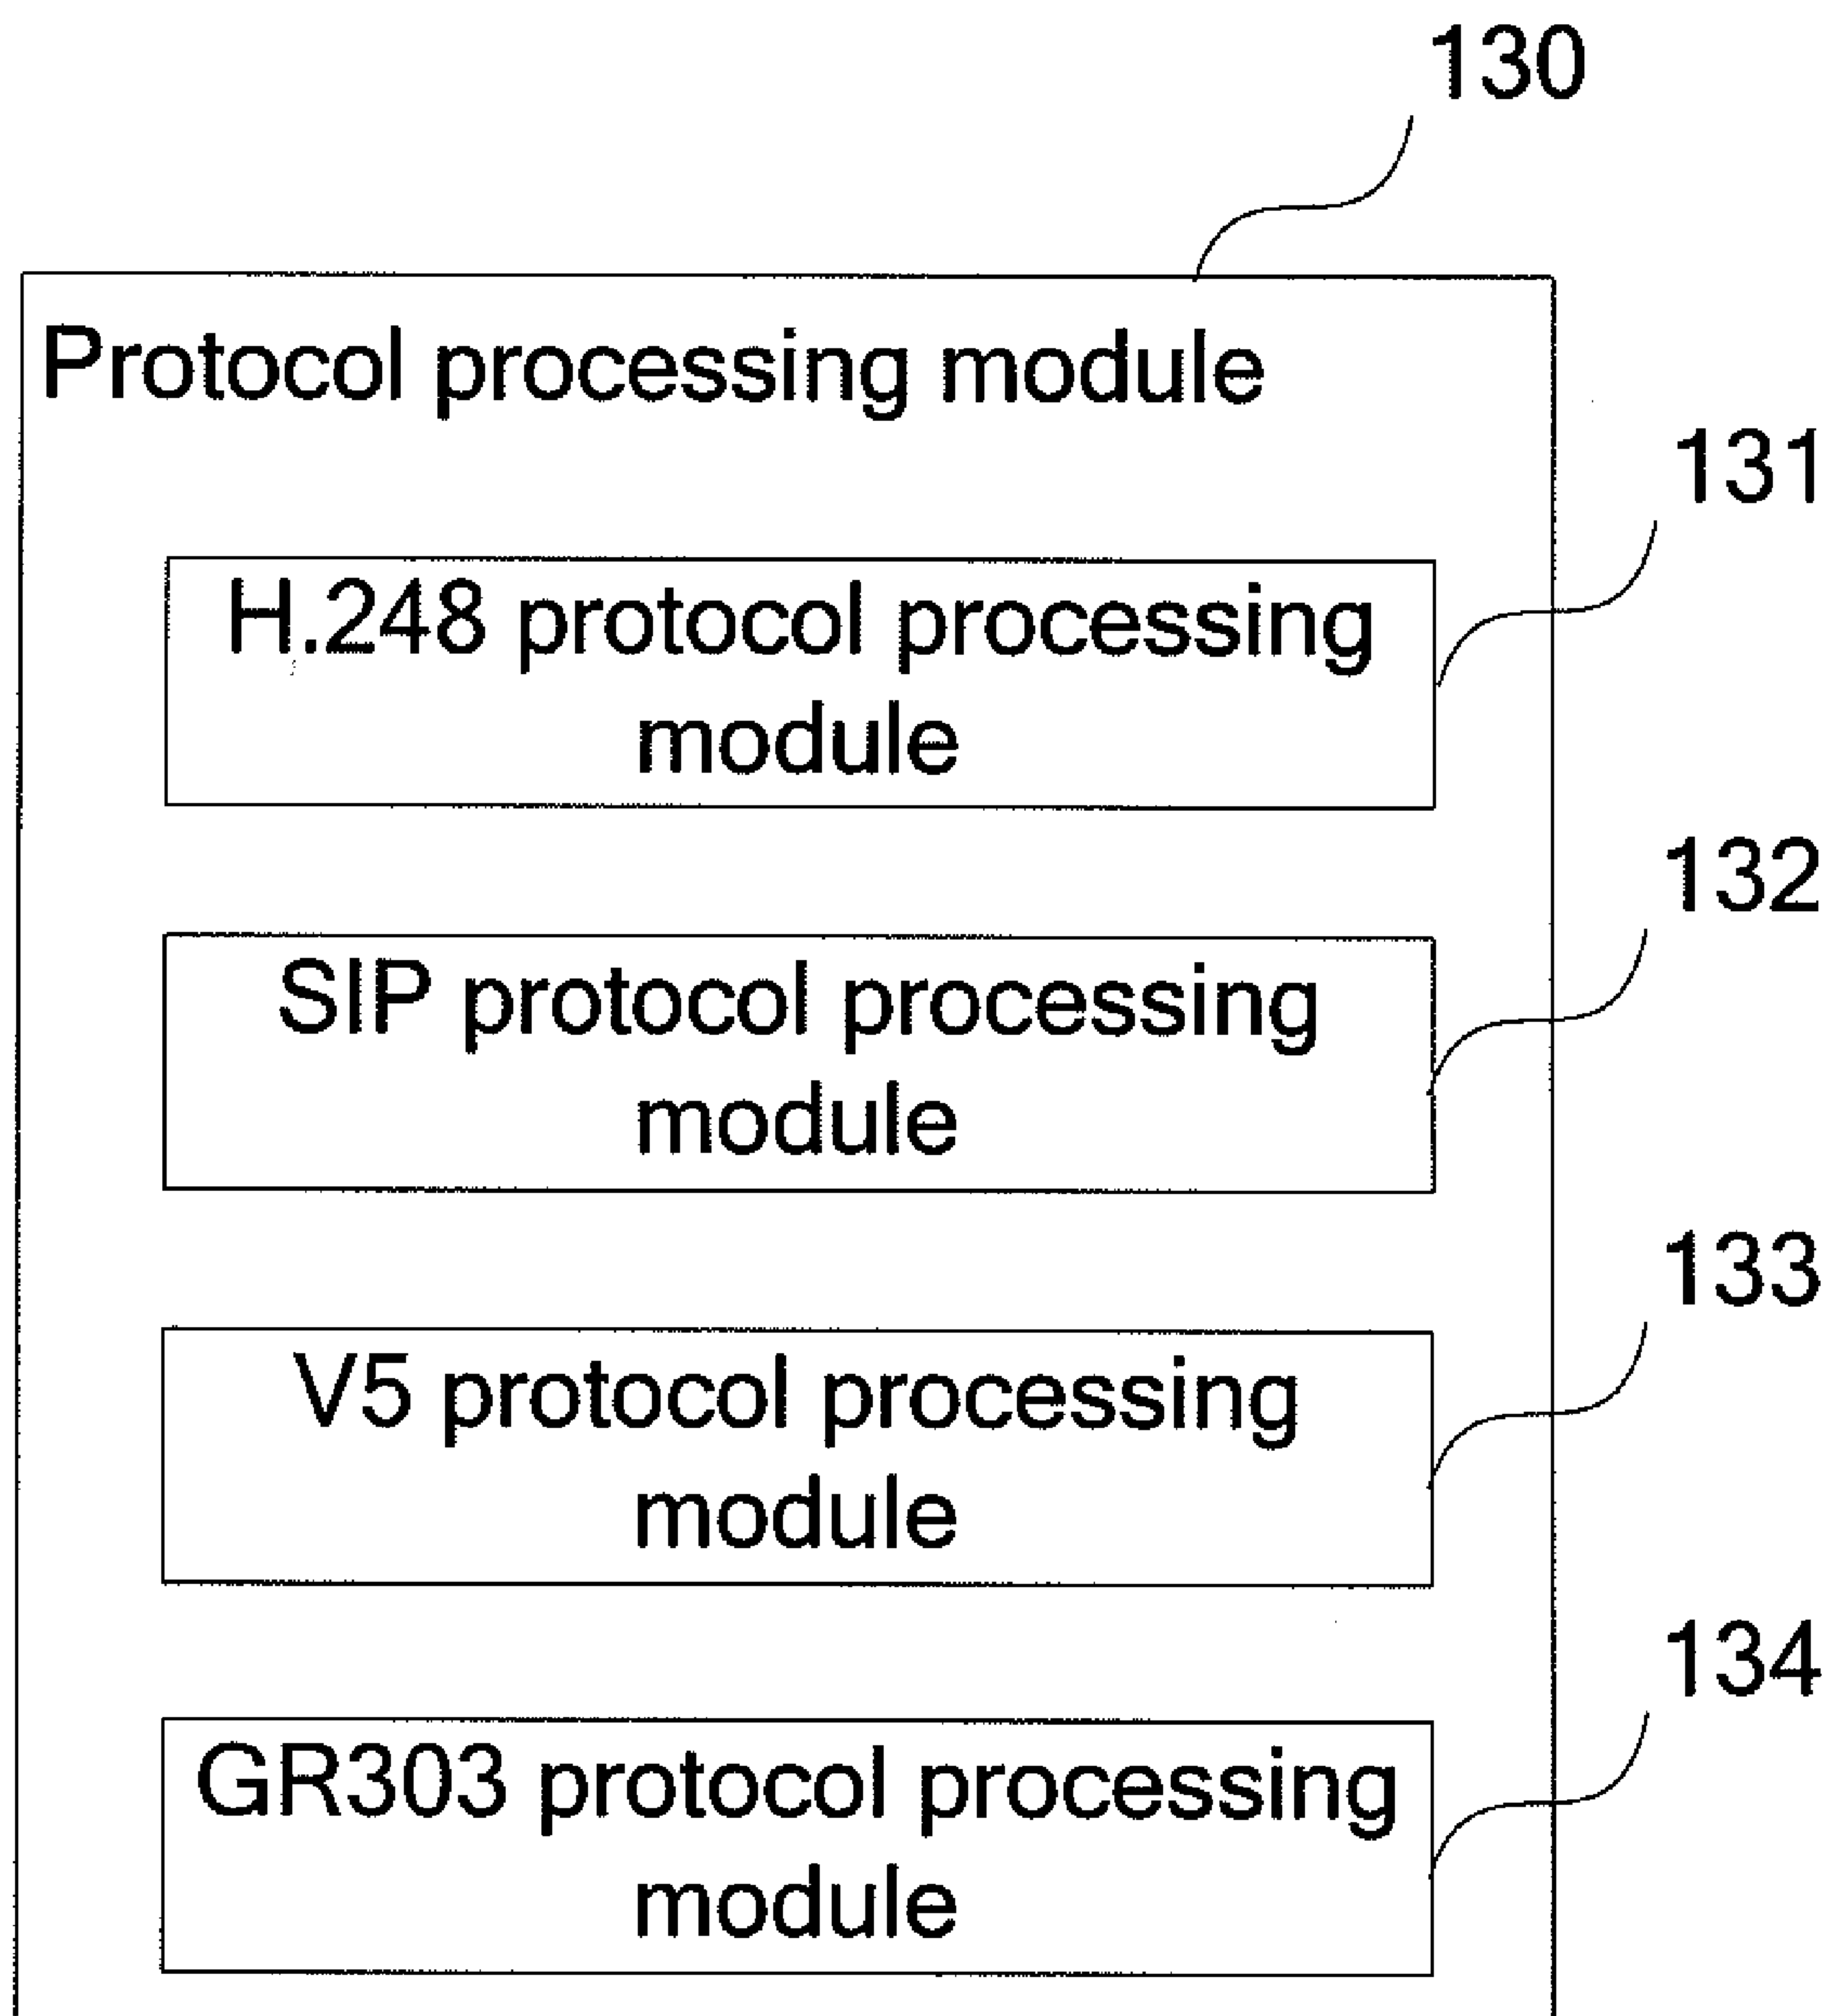 130
Protocol processing module
131
H.248 protocol processing
module
132
SIP protocol processing
module
133
V5 protocol processing
module
134
GR303 protocol processing
module